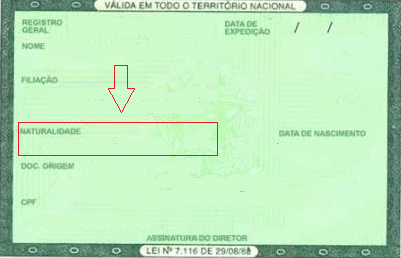 VÁLIDA EM TODO O TERRITÓRIO NACIONAL
REGISTRO GERAL
DATA DE EXPEDIÇÃO / /
NOME
FILIAÇÃO
NATURALIDADE
DATA DE NASCIMENTO
DOC. ORIGEM
CPF
ASSINATURA DO DIRETOR
LEI Nº 7.116 DE 29/08/83